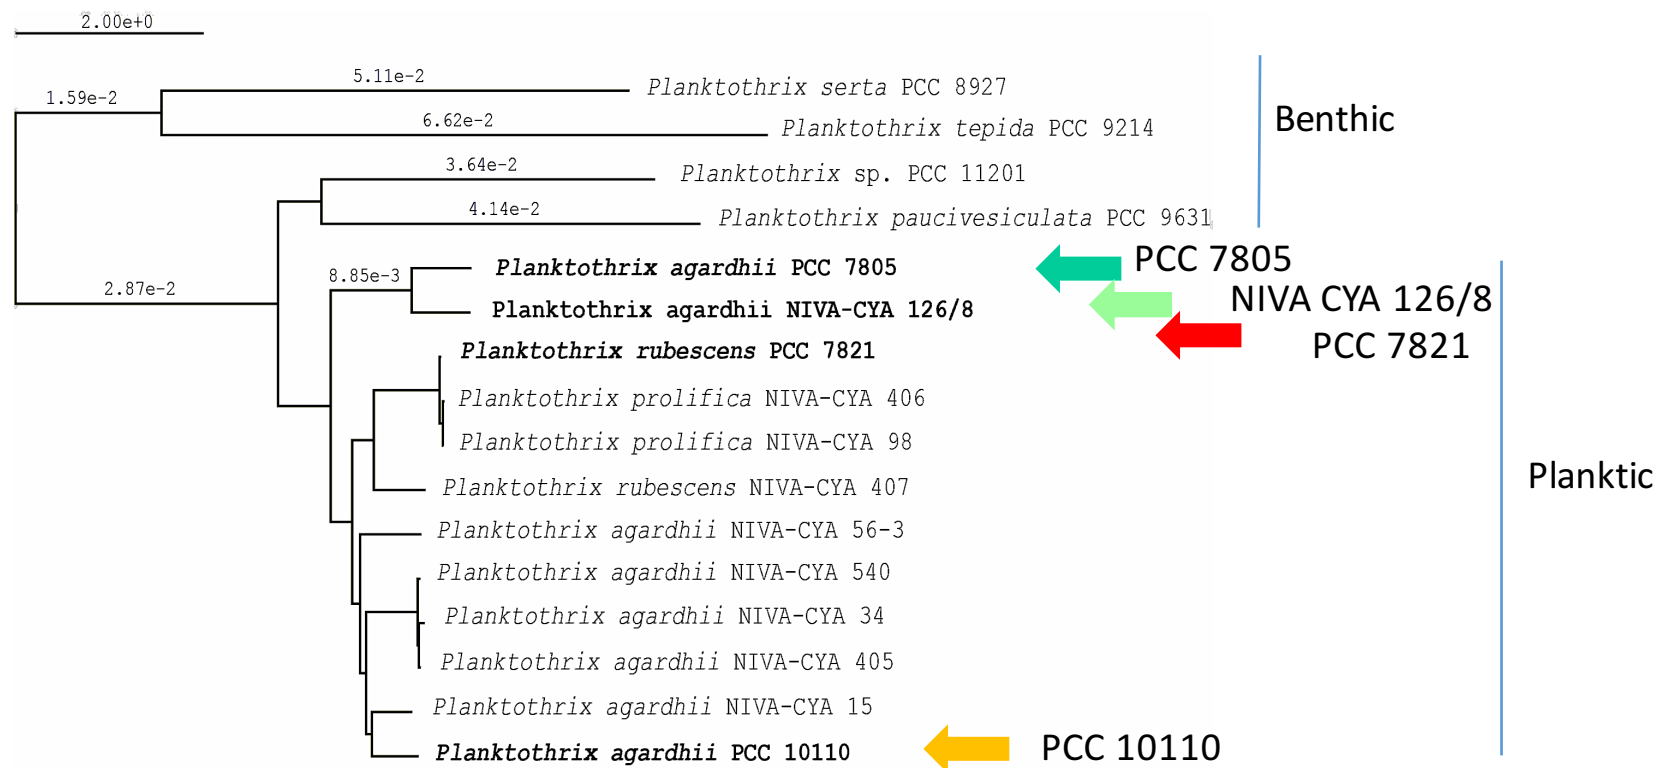 2.00e+0
5.11e-2
Planktothrix serta PCC 8927
1.59e-2
6.62e-2
Planktothrix tepida PCC 9214
Benthic
3.64e-2
Planktothrix sp. PCC 11201
4.14e-2
Planktothrix paucivesiculata PCC 9631
8.85e-3
Planktothrix agardhii PCC 7805
PCC 7805
2.87e-2
Planktothrix agardhii NIVA-CYA 126/8
NIVA CYA 126/8
Planktothrix rubescens PCC 7821
PCC 7821
Planktothrix prolifica NIVA-CYA 406
Planktothrix prolifica NIVA-CYA 98
Planktic
Planktothrix rubescens NIVA-CYA 407
Planktothrix agardhii NIVA-CYA 56-3
Planktothrix agardhii NIVA-CYA 540
Planktothrix agardhii NIVA-CYA 34
Planktothrix agardhii NIVA-CYA 405
Planktothrix agardhii NIVA-CYA 15
Planktothrix agardhii PCC 10110
PCC 10110